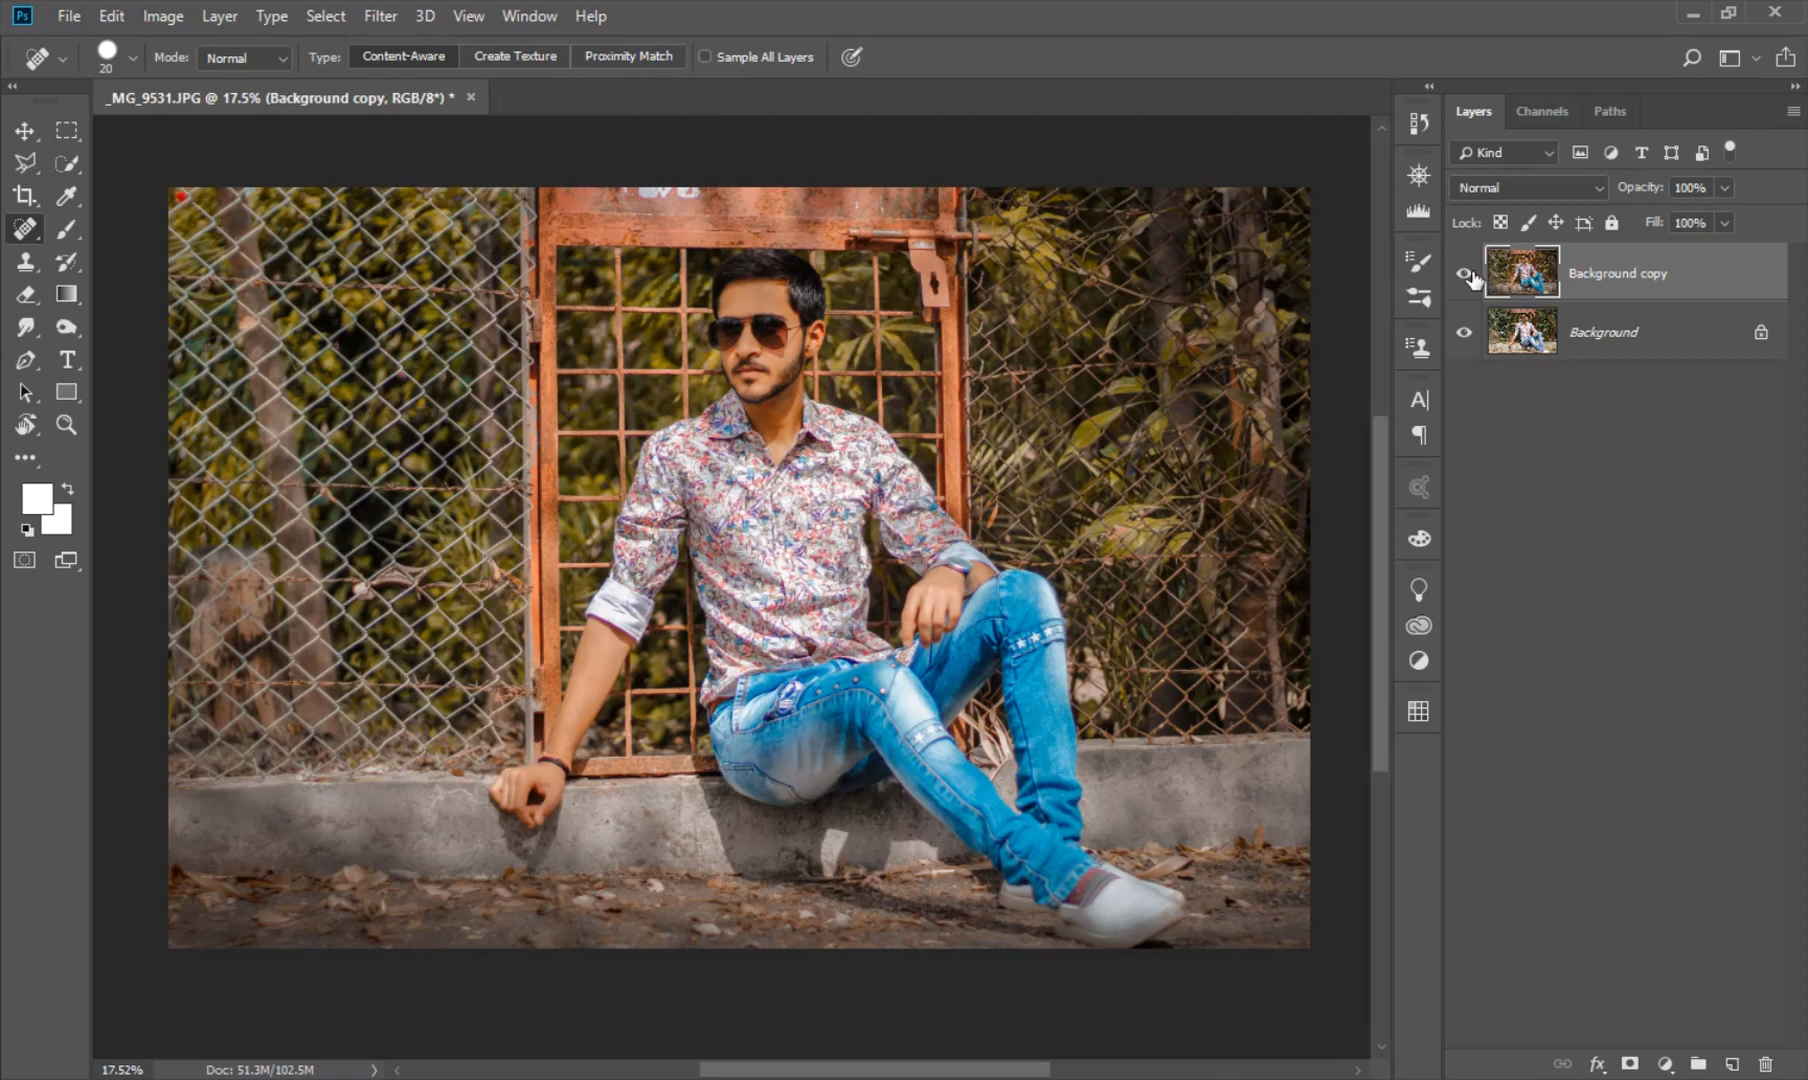 Ps File Edit Image Layer Type Select Filter 3D View Window Help
20 Mode: Normal Type: Content-Aware Create Texture Proximity Match Sample All Layers
_MG_9531.JPG @ 17.5% (Background copy, RGB/8*) * ×
Layers Channels Paths
Kind
Normal Opacity: 100%
Lock: Fill: 100%
Background copy
Background
17.52% Doc: 51.3M/102.5M